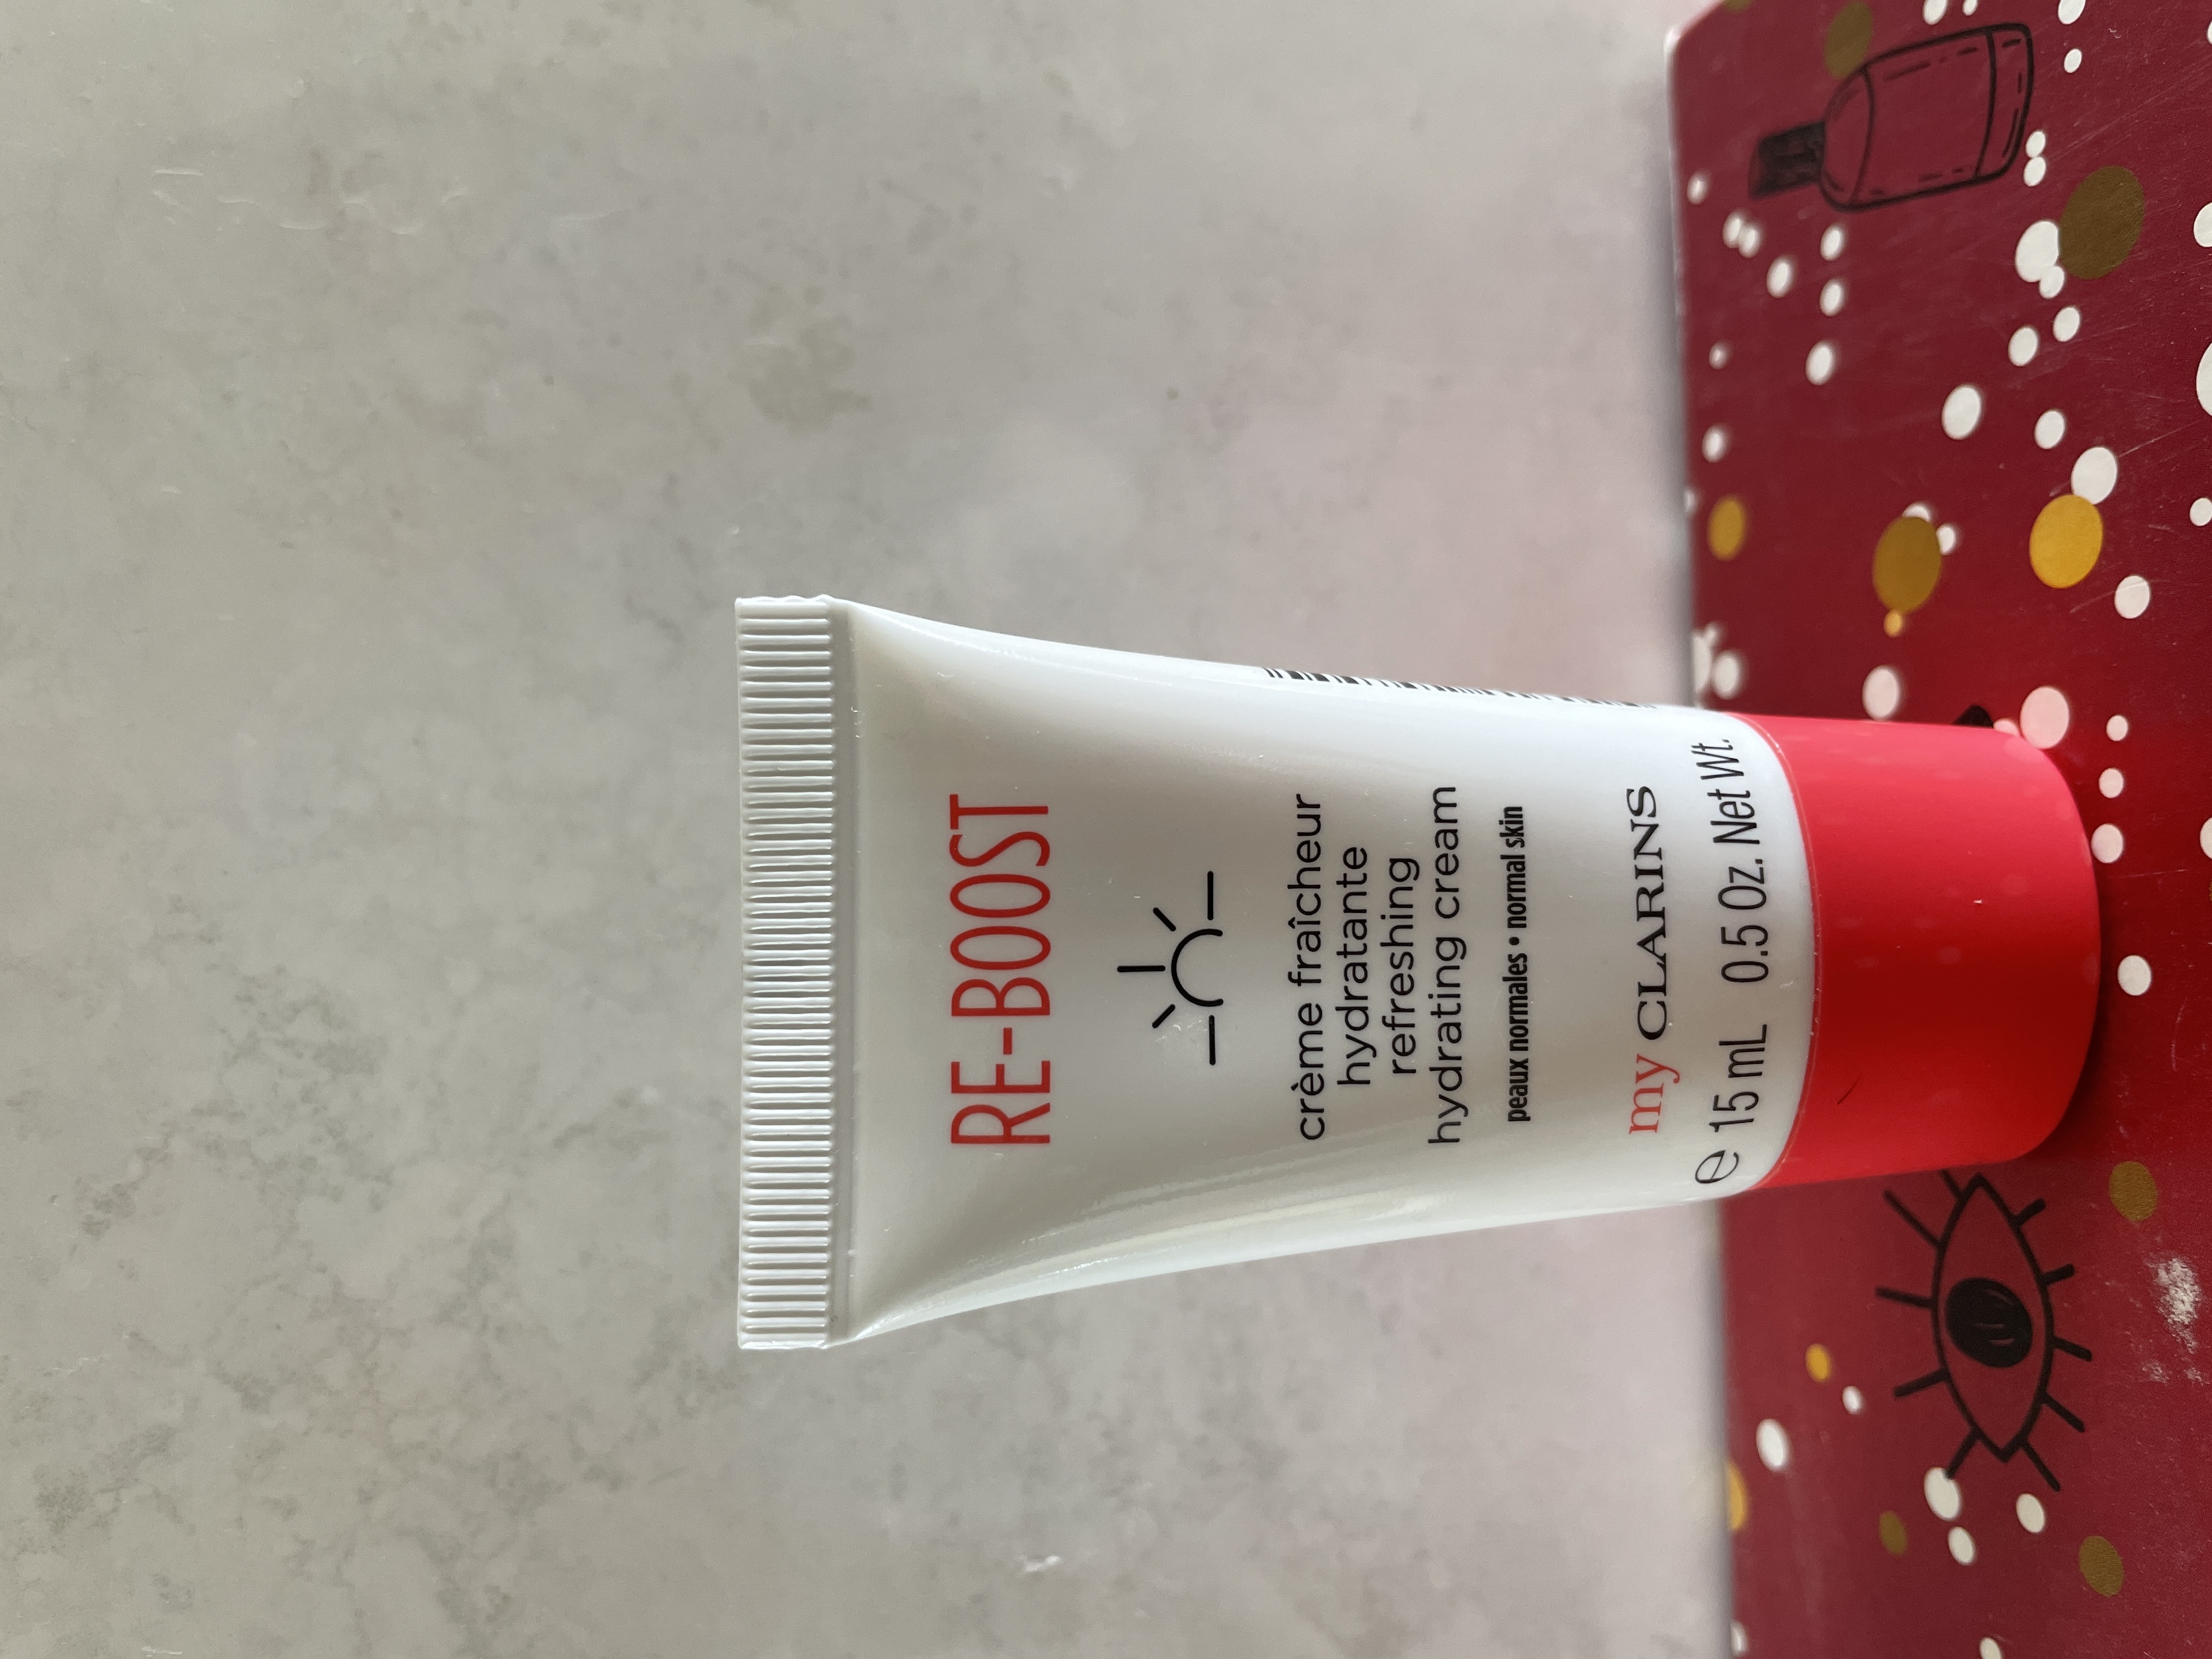 RE-BOOST
crème fraîcheur
hydratante
refreshing
hydrating cream
peaux normales • normal skin
my CLARINS
℮ 15 mL 0.5 Oz. Net Wt.